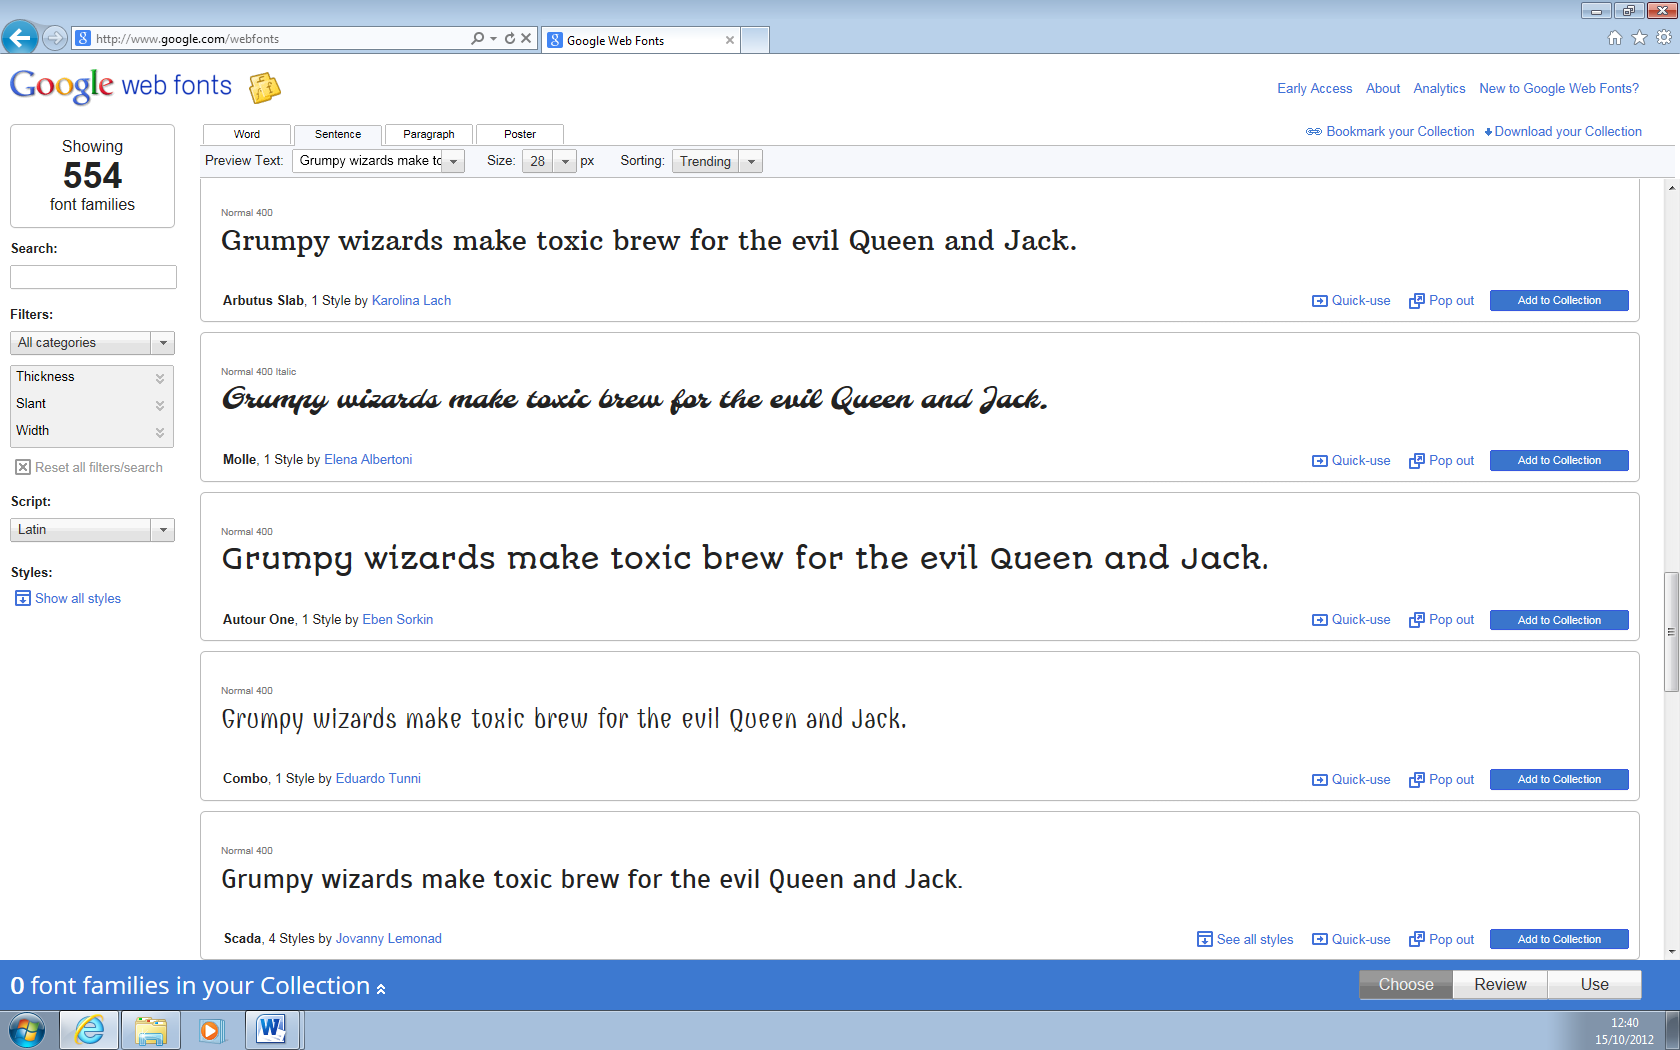 http://www.google.com/webfonts
Google Web Fonts
Google web fonts
Early Access About Analytics New to Google Web Fonts?
Bookmark your Collection Download your Collection
Showing
554
font families
Word Sentence Paragraph Poster
Preview Text: Grumpy wizards make to Size: 28 px Sorting: Trending
Search:
Filters:
All categories
Thickness
Slant
Width
Reset all filters/search
Script:
Latin
Styles:
Show all styles
Normal 400
Grumpy wizards make toxic brew for the evil Queen and Jack.
Arbutus Slab, 1 Style by Karolina Lach
Quick-use Pop out Add to Collection
Normal 400 Italic
Grumpy wizards make toxic brew for the evil Queen and Jack.
Molle, 1 Style by Elena Albertoni
Quick-use Pop out Add to Collection
Normal 400
Grumpy wizards make toxic brew for the evil Queen and Jack.
Autour One, 1 Style by Eben Sorkin
Quick-use Pop out Add to Collection
Normal 400
Grumpy wizards make toxic brew for the evil Queen and Jack.
Combo, 1 Style by Eduardo Tunni
Quick-use Pop out Add to Collection
Normal 400
Grumpy wizards make toxic brew for the evil Queen and Jack.
Scada, 4 Styles by Jovanny Lemonad
See all styles Quick-use Pop out Add to Collection
0 font families in your Collection
Choose Review Use
12:40
15/10/2012